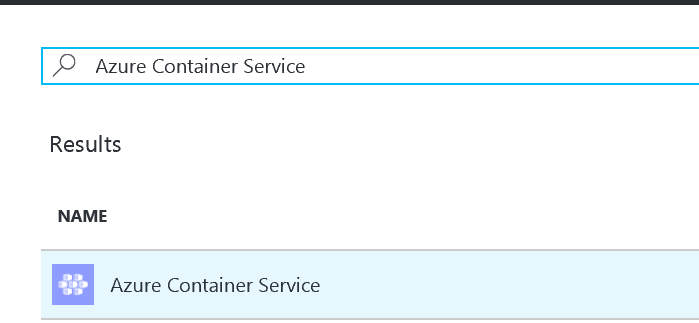 Azure Container Service
Results
NAME
Azure Container Service